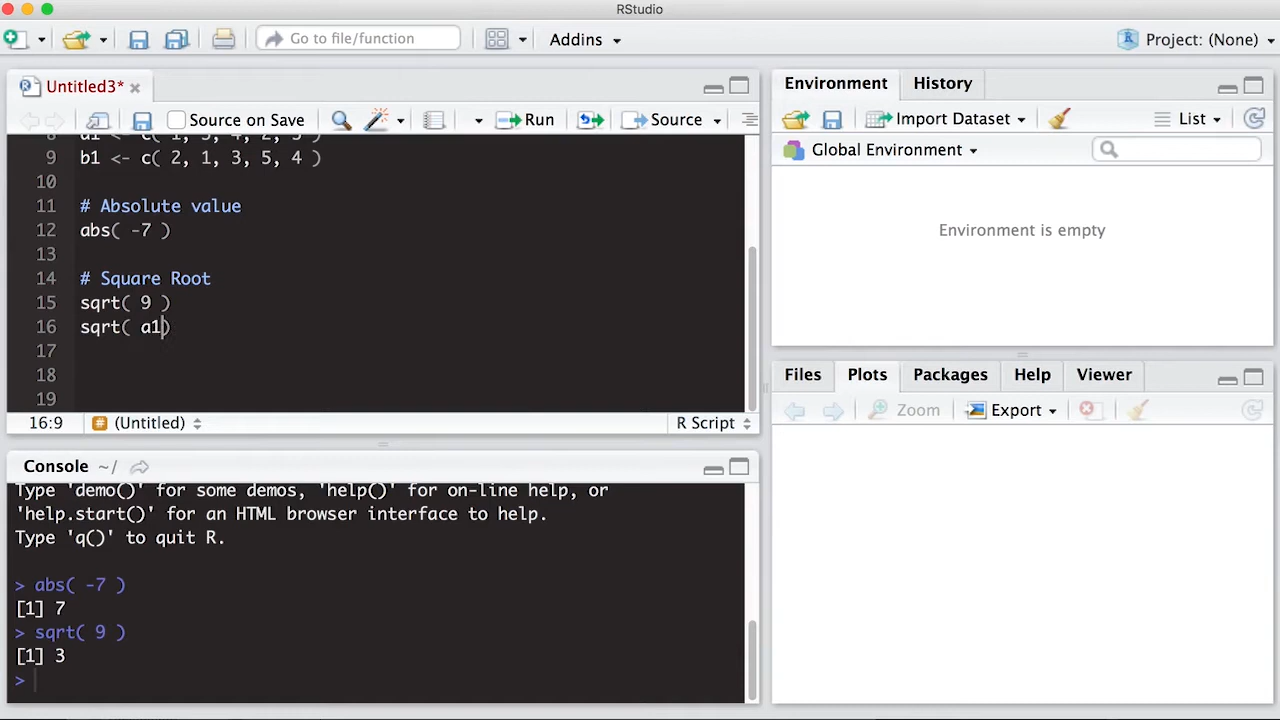 RStudio
Go to file/function
Addins
Project: (None)
Untitled3*
Source on Save
Run
Source
9 b1 <- c( 2, 1, 3, 5, 4 )
10
11 # Absolute value
12 abs( -7 )
13
14 # Square Root
15 sqrt( 9 )
16 sqrt( a1)
17
18
19
16:9 # (Untitled) R Script
Console ~/
Type 'demo()' for some demos, 'help()' for on-line help, or
'help.start()' for an HTML browser interface to help.
Type 'q()' to quit R.
> abs( -7 )
[1] 7
> sqrt( 9 )
[1] 3
>
Environment History
Import Dataset List
Global Environment
Environment is empty
Files Plots Packages Help Viewer
Zoom Export